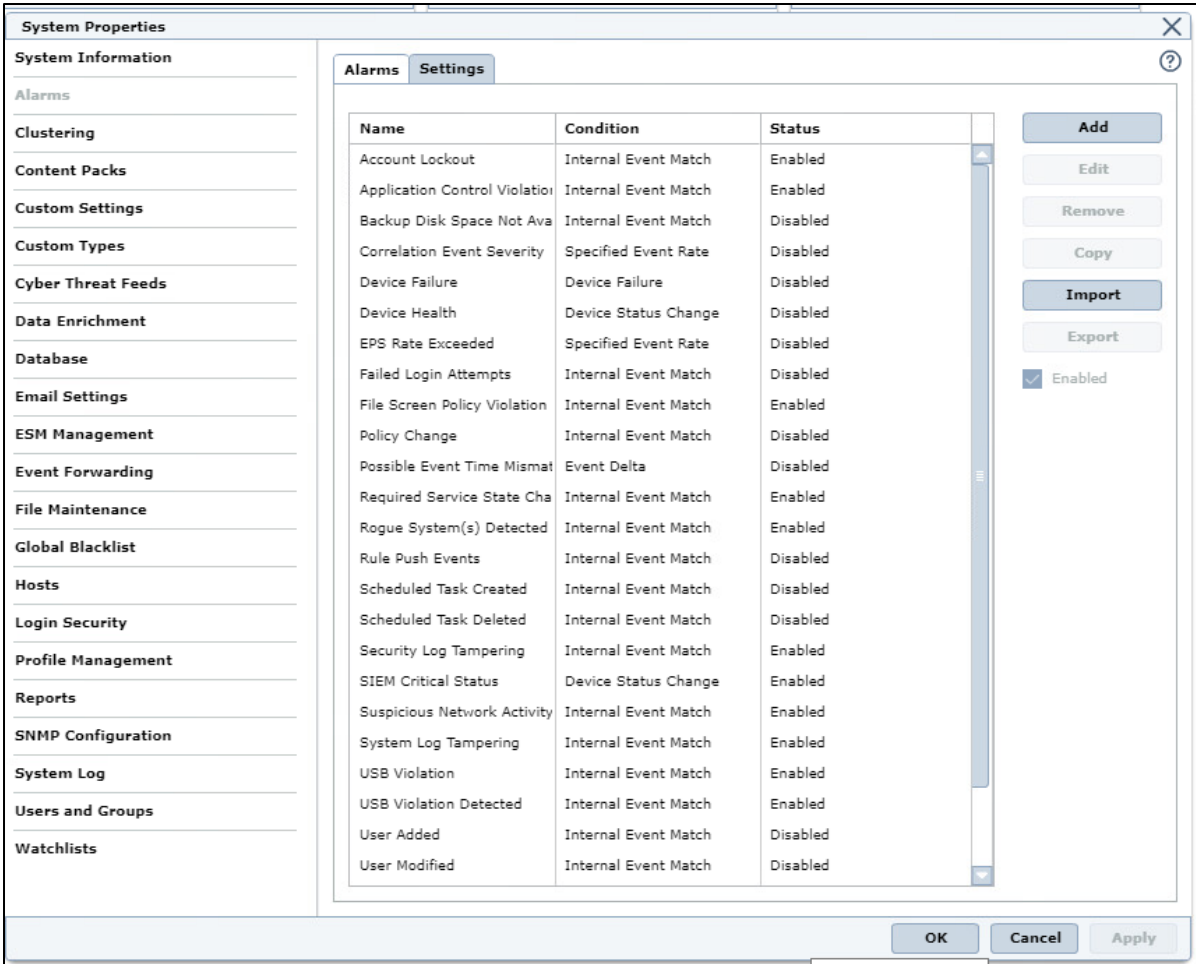 System Properties
System Information
Alarms
Clustering
Content Packs
Custom Settings
Custom Types
Cyber Threat Feeds
Data Enrichment
Database
Email Settings
ESM Management
Event Forwarding
File Maintenance
Global Blacklist
Hosts
Login Security
Profile Management
Reports
SNMP Configuration
System Log
Users and Groups
Watchlists
Alarms Settings
Name Condition Status
Account Lockout Internal Event Match Enabled
Application Control Violation Internal Event Match Enabled
Backup Disk Space Not Ava Internal Event Match Disabled
Correlation Event Severity Specified Event Rate Disabled
Device Failure Device Failure Disabled
Device Health Device Status Change Disabled
EPS Rate Exceeded Specified Event Rate Disabled
Failed Login Attempts Internal Event Match Disabled
File Screen Policy Violation Internal Event Match Enabled
Policy Change Internal Event Match Disabled
Possible Event Time Mismat Event Delta Disabled
Required Service State Cha Internal Event Match Enabled
Rogue System(s) Detected Internal Event Match Enabled
Rule Push Events Internal Event Match Disabled
Scheduled Task Created Internal Event Match Disabled
Scheduled Task Deleted Internal Event Match Disabled
Security Log Tampering Internal Event Match Enabled
SIEM Critical Status Device Status Change Enabled
Suspicious Network Activity Internal Event Match Enabled
System Log Tampering Internal Event Match Enabled
USB Violation Internal Event Match Enabled
USB Violation Detected Internal Event Match Enabled
User Added Internal Event Match Disabled
User Modified Internal Event Match Disabled
Add
Edit
Remove
Copy
Import
Export
Enabled
OK Cancel Apply